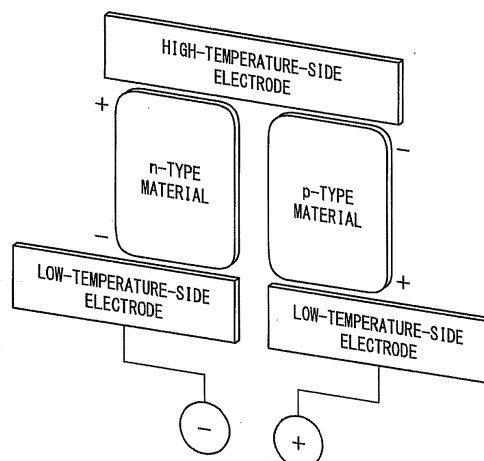 HIGH-TEMPERATURE-SIDE
ELECTRODE
+
n-TYPE
MATERIAL
−
−
p-TYPE
MATERIAL
+
LOW-TEMPERATURE-SIDE
ELECTRODE
LOW-TEMPERATURE-SIDE
ELECTRODE
−
+